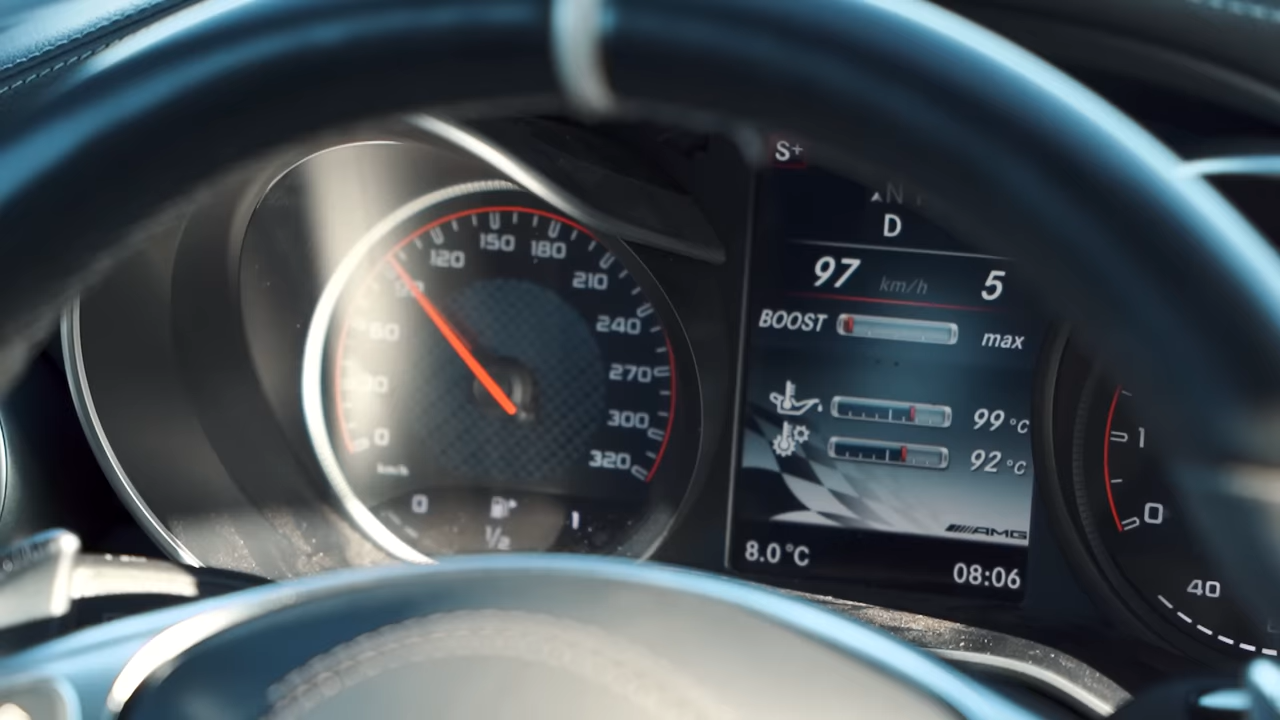 S+
N
D
97 km/h 5
BOOST max
99 °C
92 °C
AMG
8.0 °C 08:06
0
60
90
120
150
180
210
240
270
300
320
km/h
0 1/2 1
1
0
40